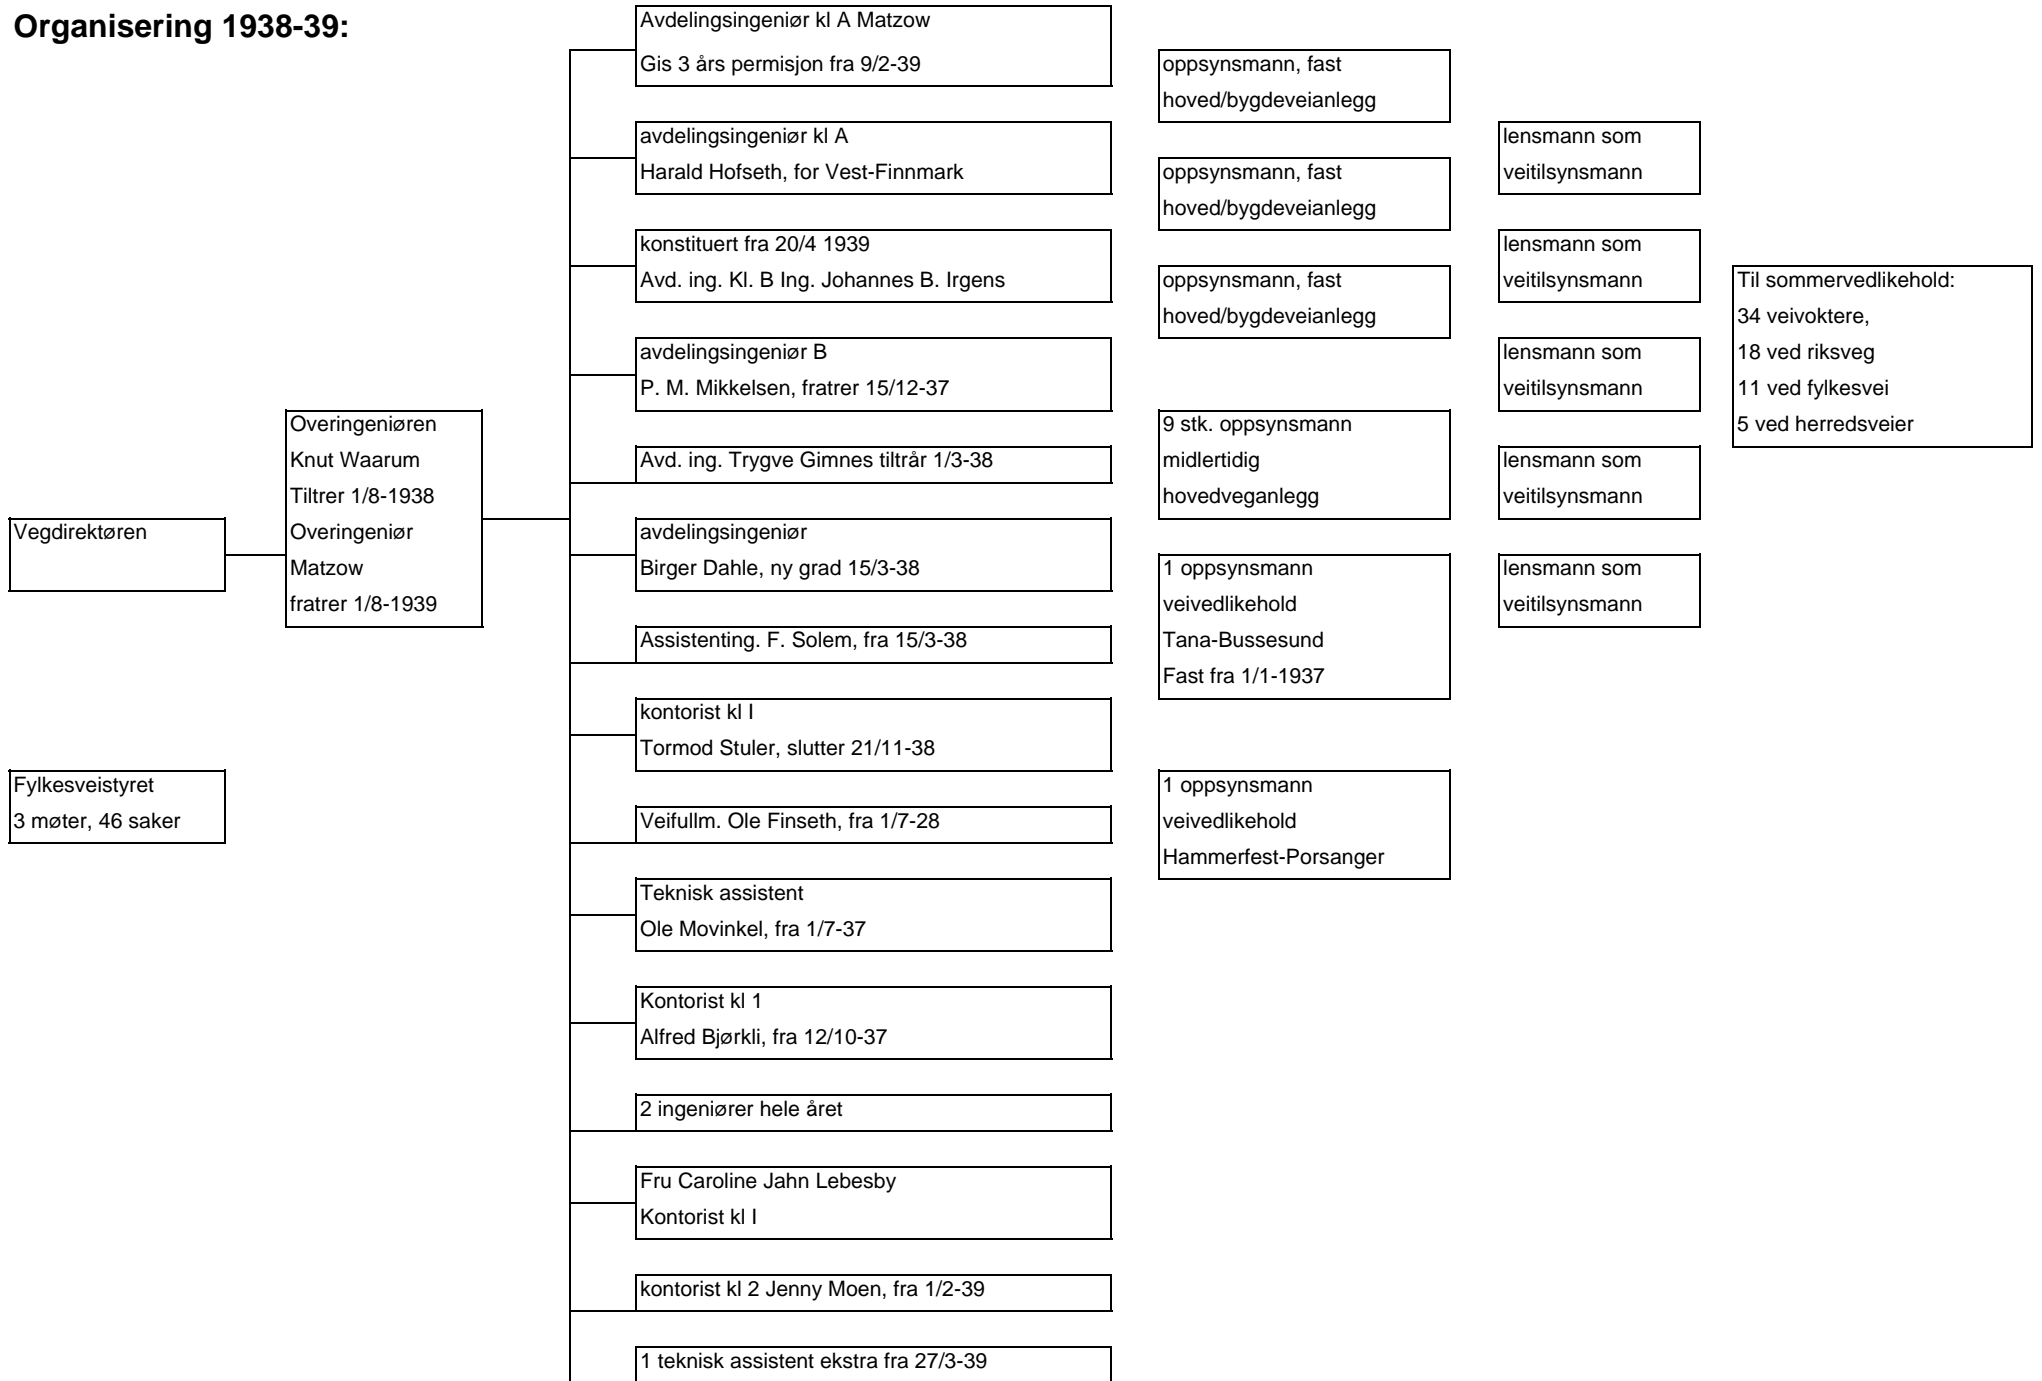 Organisering 1938-39:
Vegdirektøren
Fylkesveistyret
3 møter, 46 saker
Overingeniøren
Knut Waarum
Tiltrer 1/8-1938
Overingeniør
Matzow
fratrer 1/8-1939
Avdelingsingeniør kl A Matzow
Gis 3 års permisjon fra 9/2-39
avdelingsingeniør kl A
Harald Hofseth, for Vest-Finnmark
konstituert fra 20/4 1939
Avd. ing. Kl. B Ing. Johannes B. Irgens
avdelingsingeniør B
P. M. Mikkelsen, fratrer 15/12-37
Avd. ing. Trygve Gimnes tiltrår 1/3-38
avdelingsingeniør
Birger Dahle, ny grad 15/3-38
Assistenting. F. Solem, fra 15/3-38
kontorist kl I
Tormod Stuler, slutter 21/11-38
Veifullm. Ole Finseth, fra 1/7-28
Teknisk assistent
Ole Movinkel, fra 1/7-37
Kontorist kl 1
Alfred Bjørkli, fra 12/10-37
2 ingeniører hele året
Fru Caroline Jahn Lebesby
Kontorist kl I
kontorist kl 2 Jenny Moen, fra 1/2-39
1 teknisk assistent ekstra fra 27/3-39
oppsynsmann, fast
hoved/bygdeveianlegg
oppsynsmann, fast
hoved/bygdeveianlegg
oppsynsmann, fast
hoved/bygdeveianlegg
9 stk. oppsynsmann
midlertidig
hovedveganlegg
1 oppsynsmann
veivedlikehold
Tana-Bussesund
Fast fra 1/1-1937
1 oppsynsmann
veivedlikehold
Hammerfest-Porsanger
lensmann som
veitilsynsmann
lensmann som
veitilsynsmann
lensmann som
veitilsynsmann
lensmann som
veitilsynsmann
lensmann som
veitilsynsmann
Til sommervedlikehold:
34 veivoktere,
18 ved riksveg
11 ved fylkesvei
5 ved herredsveier